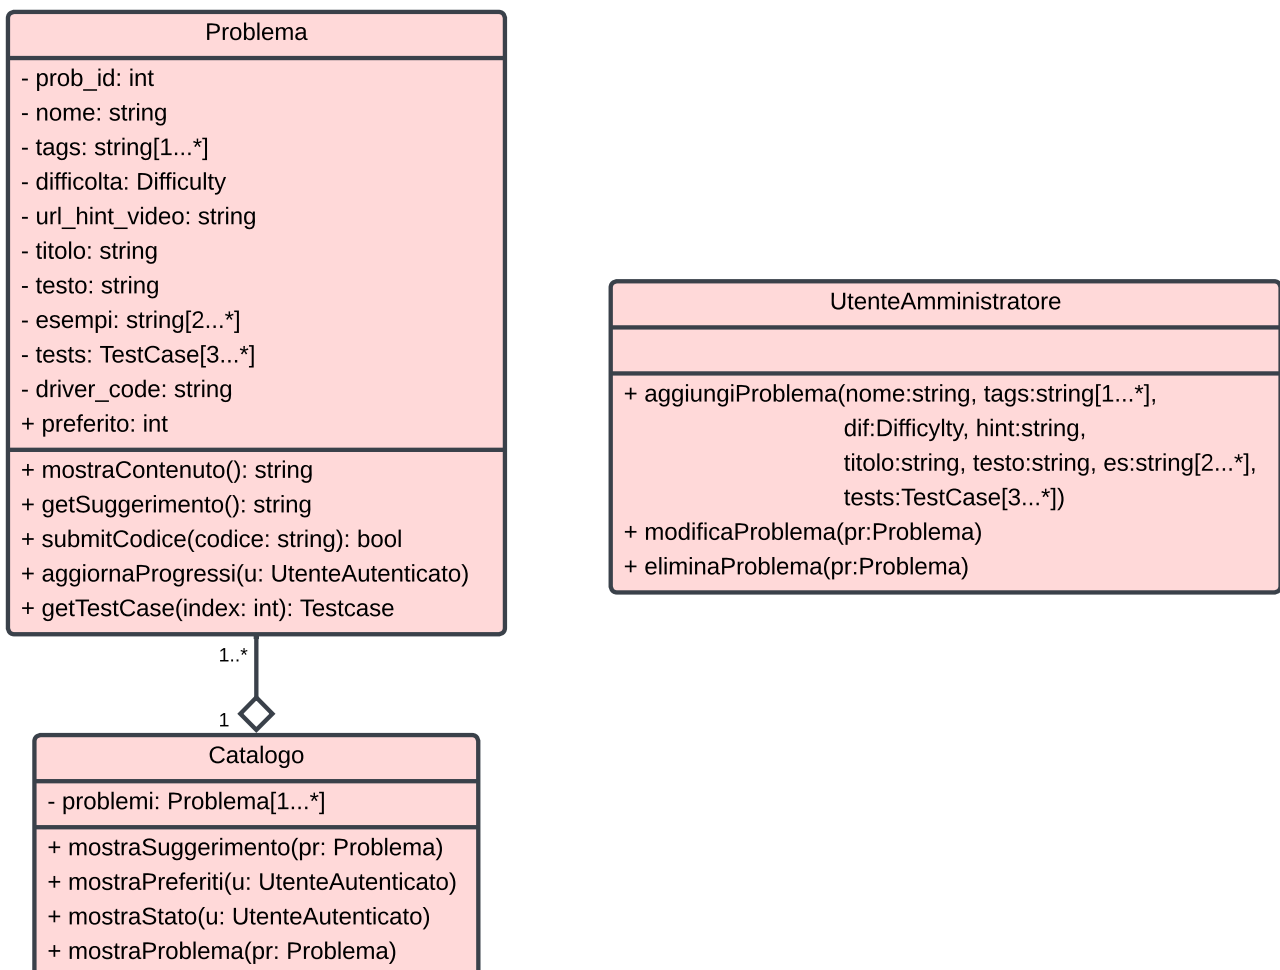 Problema
- prob_id: int
- nome: string
- tags: string[1...*]
- difficolta: Difficulty
- url_hint_video: string
- titolo: string
- testo: string
- esempi: string[2...*]
- tests: TestCase[3...*]
- driver_code: string
+ preferito: int
+ mostraContenuto(): string
+ getSuggerimento(): string
+ submitCodice(codice: string): bool
+ aggiornaProgressi(u: UtenteAutenticato)
+ getTestCase(index: int): Testcase
1..*
1
Catalogo
- problemi: Problema[1...*]
+ mostraSuggerimento(pr: Problema)
+ mostraPreferiti(u: UtenteAutenticato)
+ mostraStato(u: UtenteAutenticato)
+ mostraProblema(pr: Problema)
UtenteAmministratore
+ aggiungiProblema(nome:string, tags:string[1...*],
dif:Difficylty, hint:string,
titolo:string, testo:string, es:string[2...*],
tests:TestCase[3...*])
+ modificaProblema(pr:Problema)
+ eliminaProblema(pr:Problema)